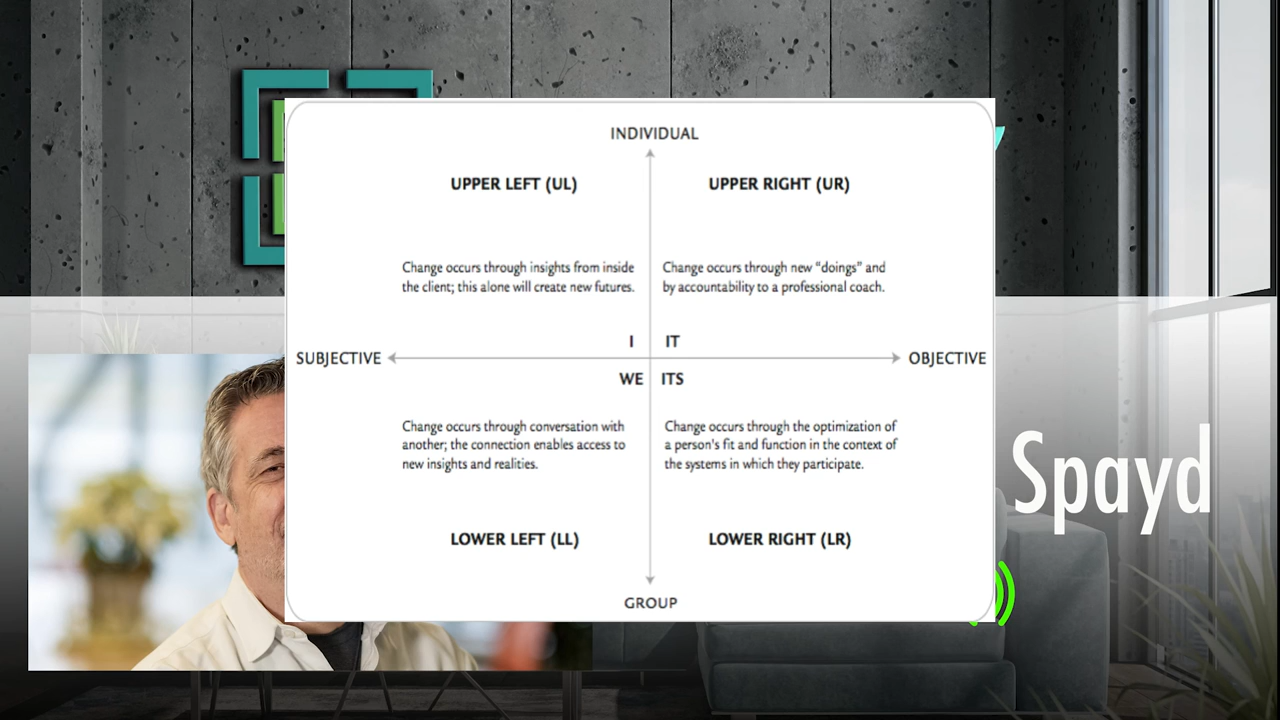 INDIVIDUAL
UPPER LEFT (UL)
UPPER RIGHT (UR)
Change occurs through insights from inside
the client; this alone will create new futures.
Change occurs through new “doings” and
by accountability to a professional coach.
I
IT
SUBJECTIVE
OBJECTIVE
WE
ITS
Change occurs through conversation with
another; the connection enables access to
new insights and realities.
Change occurs through the optimization of
a person's fit and function in the context of
the systems in which they participate.
Spayd
LOWER LEFT (LL)
LOWER RIGHT (LR)
GROUP